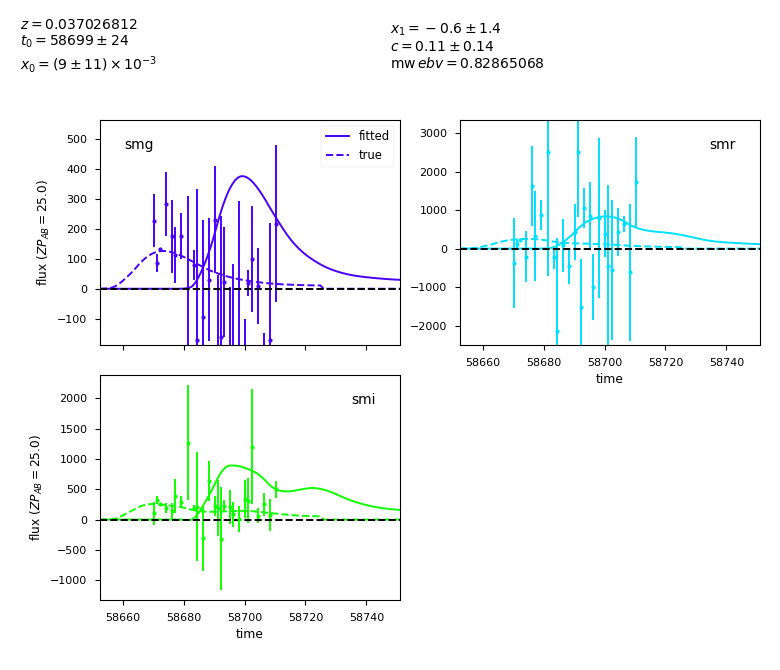 z = 0.037026812
t₀ = 58699 ± 24
x₀ = (9 ± 11) × 10⁻³
x₁ = −0.6 ± 1.4
c = 0.11 ± 0.14
mw ebv = 0.82865068
smg
fitted
true
500
400
300
200
100
0
−100
flux (ZP_AB = 25.0)
smr
3000
2000
1000
0
−1000
−2000
58660 58680 58700 58720 58740
time
smi
2000
1500
1000
500
0
−500
−1000
flux (ZP_AB = 25.0)
58660 58680 58700 58720 58740
time